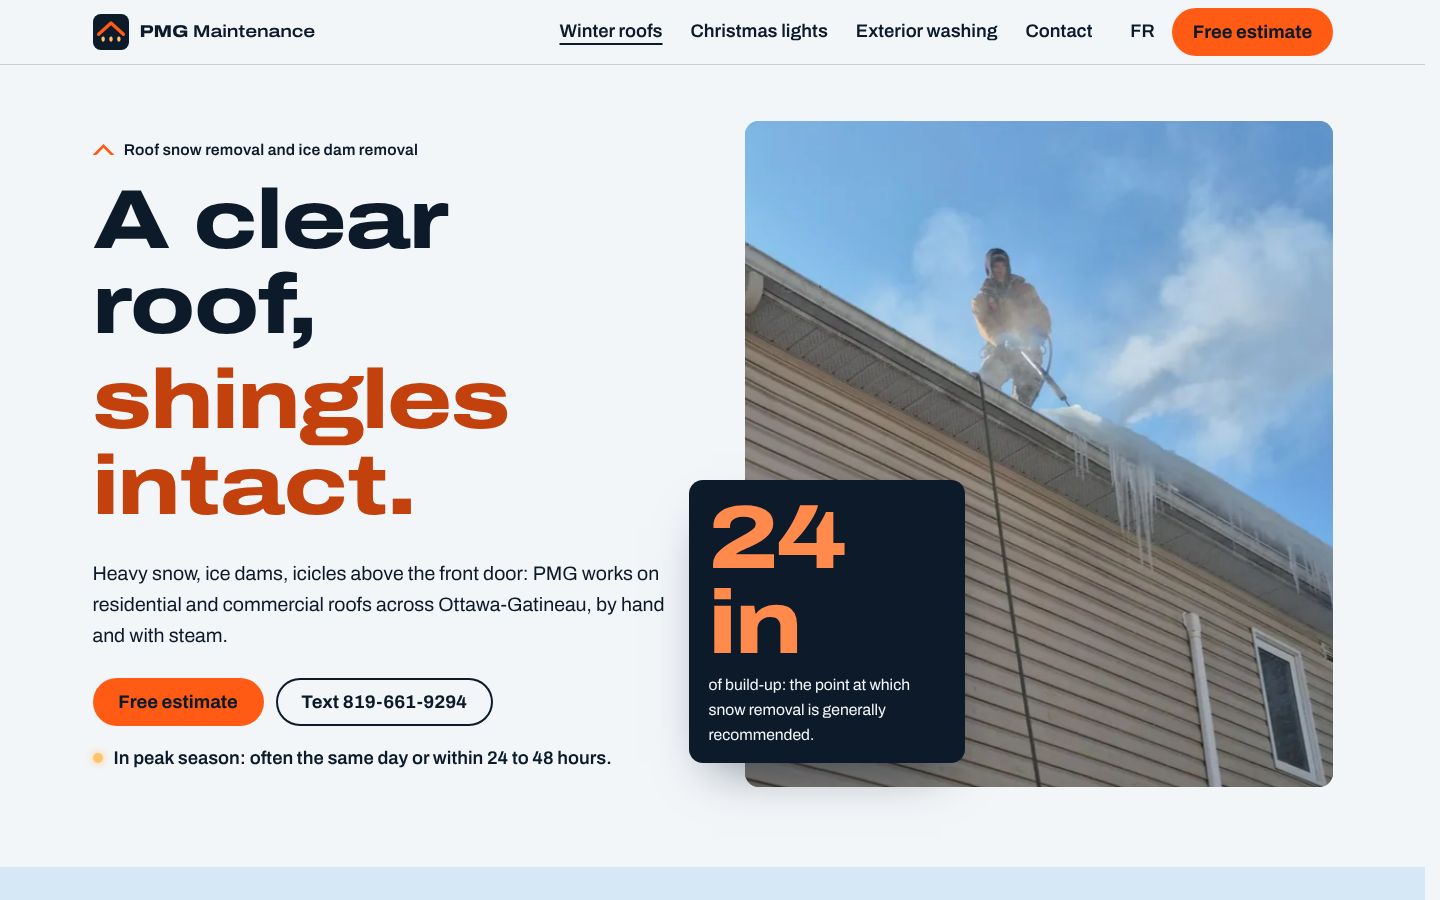 PMG Maintenance
Winter roofs
Christmas lights
Exterior washing
Contact
FR
Free estimate
Roof snow removal and ice dam removal
A clear
roof,
shingles
intact.
Heavy snow, ice dams, icicles above the front door: PMG works on
residential and commercial roofs across Ottawa-Gatineau, by hand
and with steam.
Free estimate
Text 819-661-9294
In peak season: often the same day or within 24 to 48 hours.
24
in
of build-up: the point at which
snow removal is generally
recommended.